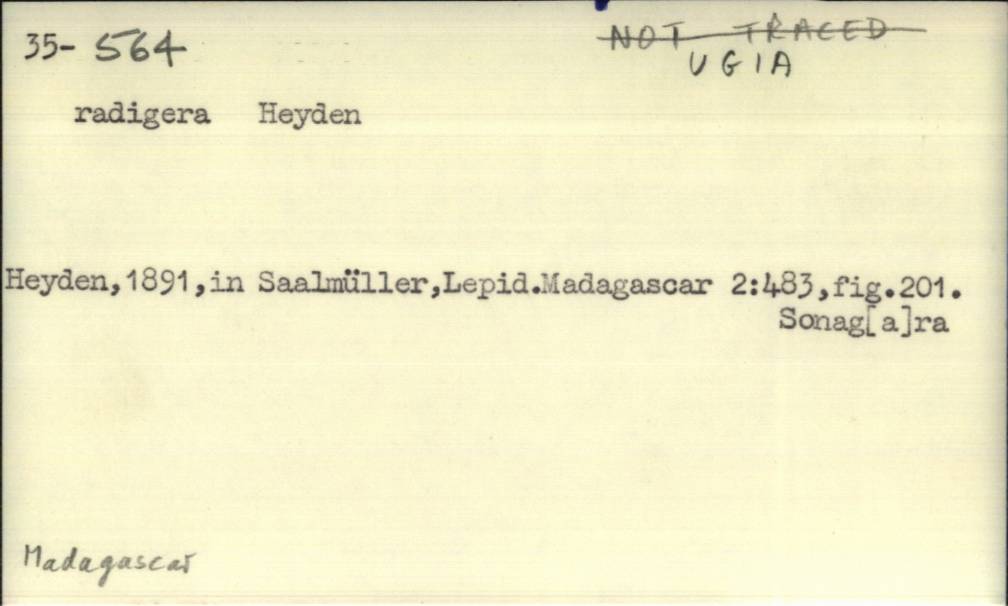 35- 564
NOT TRACED
UGIA
radigera Heyden
Heyden,1891,in Saalmüller,Lepid.Madagascar 2:483,fig.201.
Sonag[a]ra
Madagascar